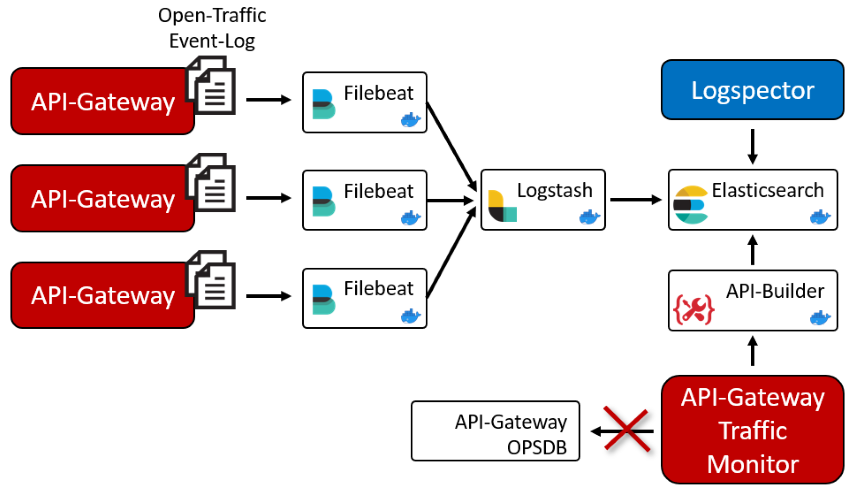 Open-Traffic
Event-Log
API-Gateway
Filebeat
Logspector
API-Gateway
Filebeat
Logstash
Elasticsearch
API-Gateway
Filebeat
API-Builder
API-Gateway
OPSDB
API-Gateway
Traffic
Monitor